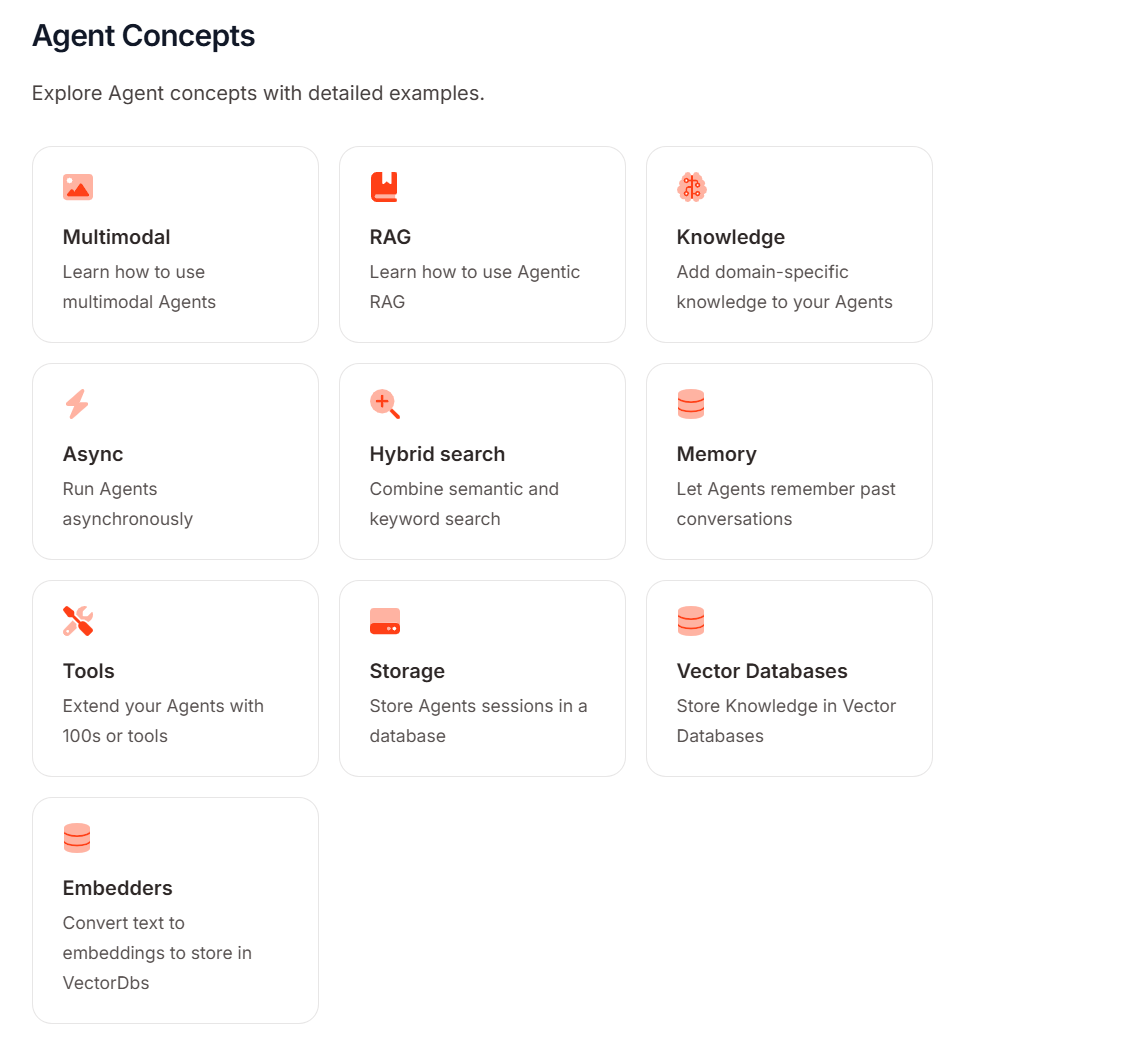 Agent Concepts
Explore Agent concepts with detailed examples.
Multimodal
Learn how to use
multimodal Agents
RAG
Learn how to use Agentic
RAG
Knowledge
Add domain-specific
knowledge to your Agents
Async
Run Agents
asynchronously
Hybrid search
Combine semantic and
keyword search
Memory
Let Agents remember past
conversations
Tools
Extend your Agents with
100s or tools
Storage
Store Agents sessions in a
database
Vector Databases
Store Knowledge in Vector
Databases
Embedders
Convert text to
embeddings to store in
VectorDbs